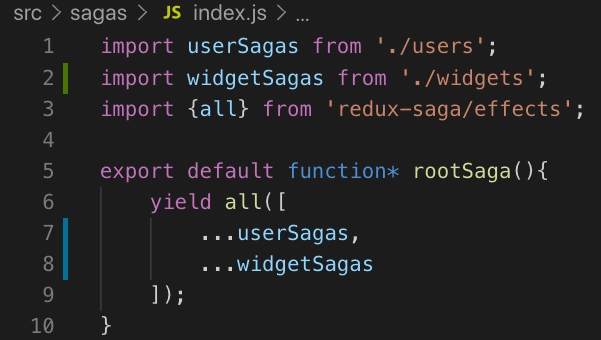 src > sagas > JS index.js > ...
1 import userSagas from './users';
2 import widgetSagas from './widgets';
3 import {all} from 'redux-saga/effects';
4
5 export default function* rootSaga(){
6     yield all([
7         ...userSagas,
8         ...widgetSagas
9     ]);
10 }